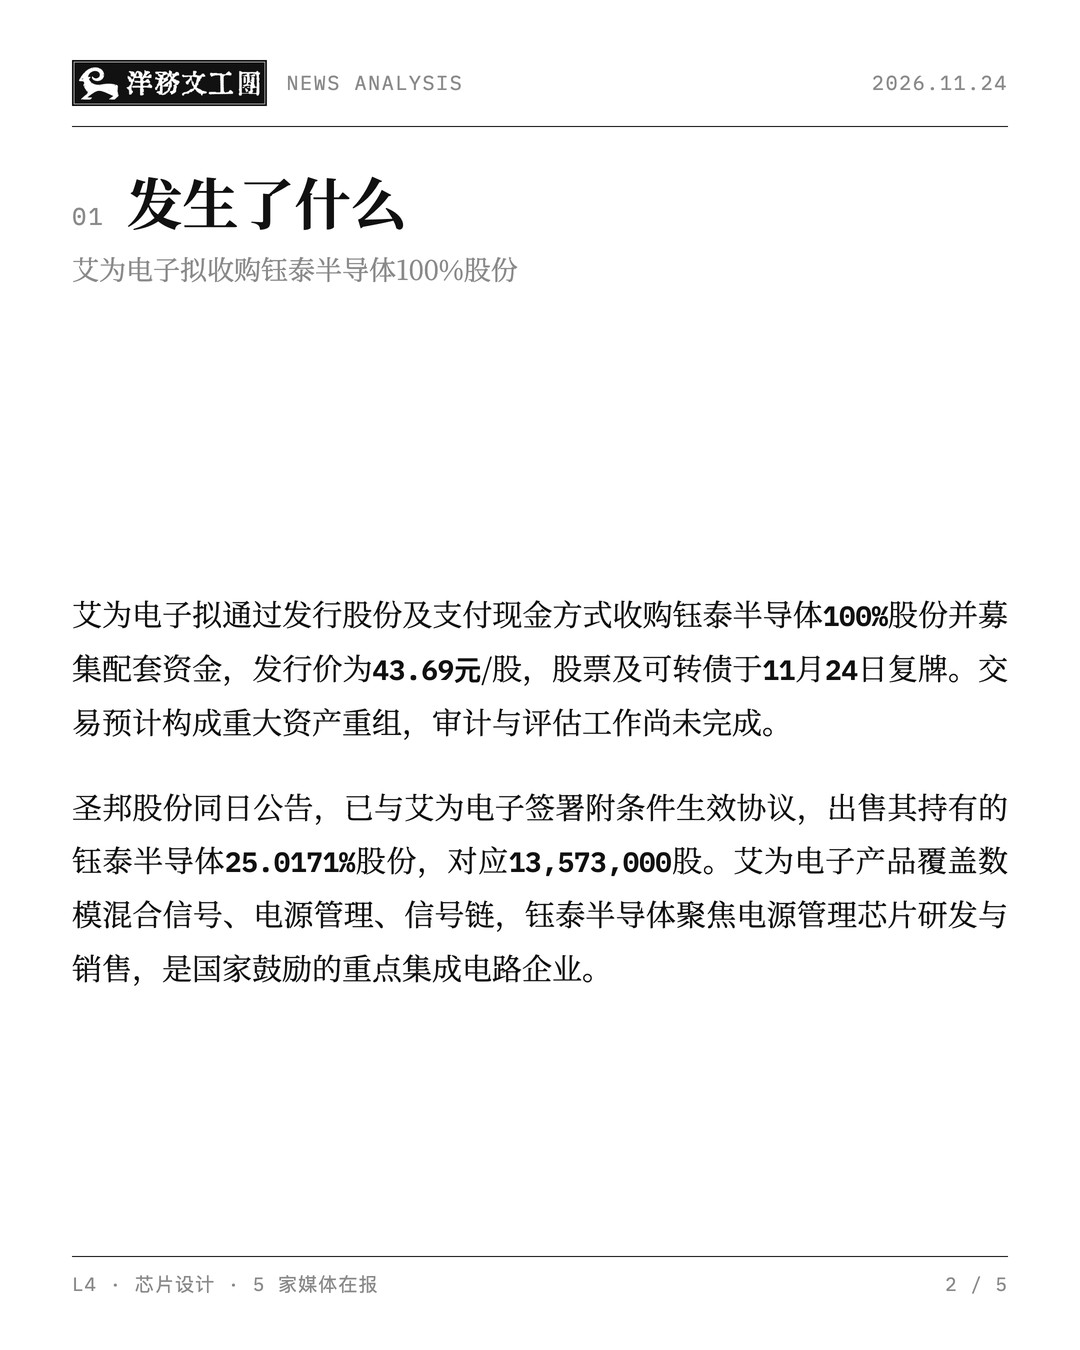 洋務文工團 NEWS ANALYSIS 2026.11.24
01 发生了什么
艾为电子拟收购钰泰半导体100%股份
艾为电子拟通过发行股份及支付现金方式收购钰泰半导体100%股份并募
集配套资金，发行价为43.69元/股，股票及可转债于11月24日复牌。交
易预计构成重大资产重组，审计与评估工作尚未完成。
圣邦股份同日公告，已与艾为电子签署附条件生效协议，出售其持有的
钰泰半导体25.0171%股份，对应13,573,000股。艾为电子产品覆盖数
模混合信号、电源管理、信号链，钰泰半导体聚焦电源管理芯片研发与
销售，是国家鼓励的重点集成电路企业。
L4 · 芯片设计 · 5 家媒体在报 2 / 5